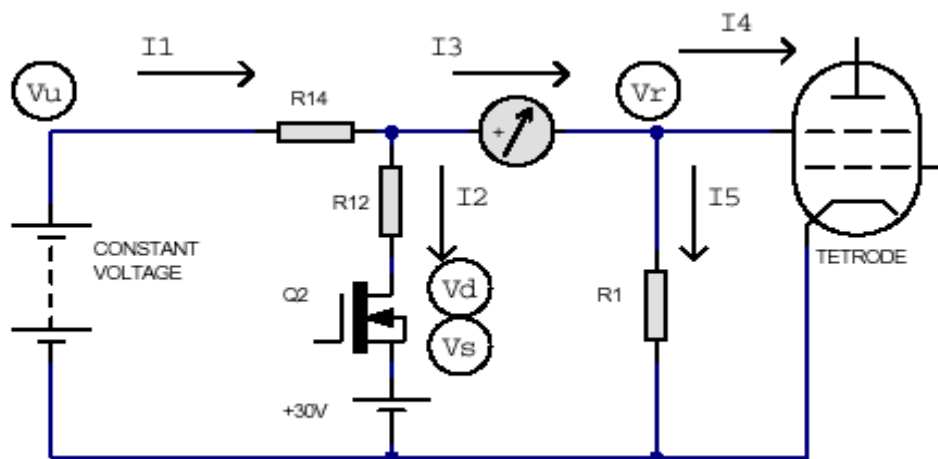 I1
I3
I4
Vu
Vr
R14
+
R12
I2
I5
CONSTANT
VOLTAGE
TETRODE
Q2
Vd
R1
Vs
+30V